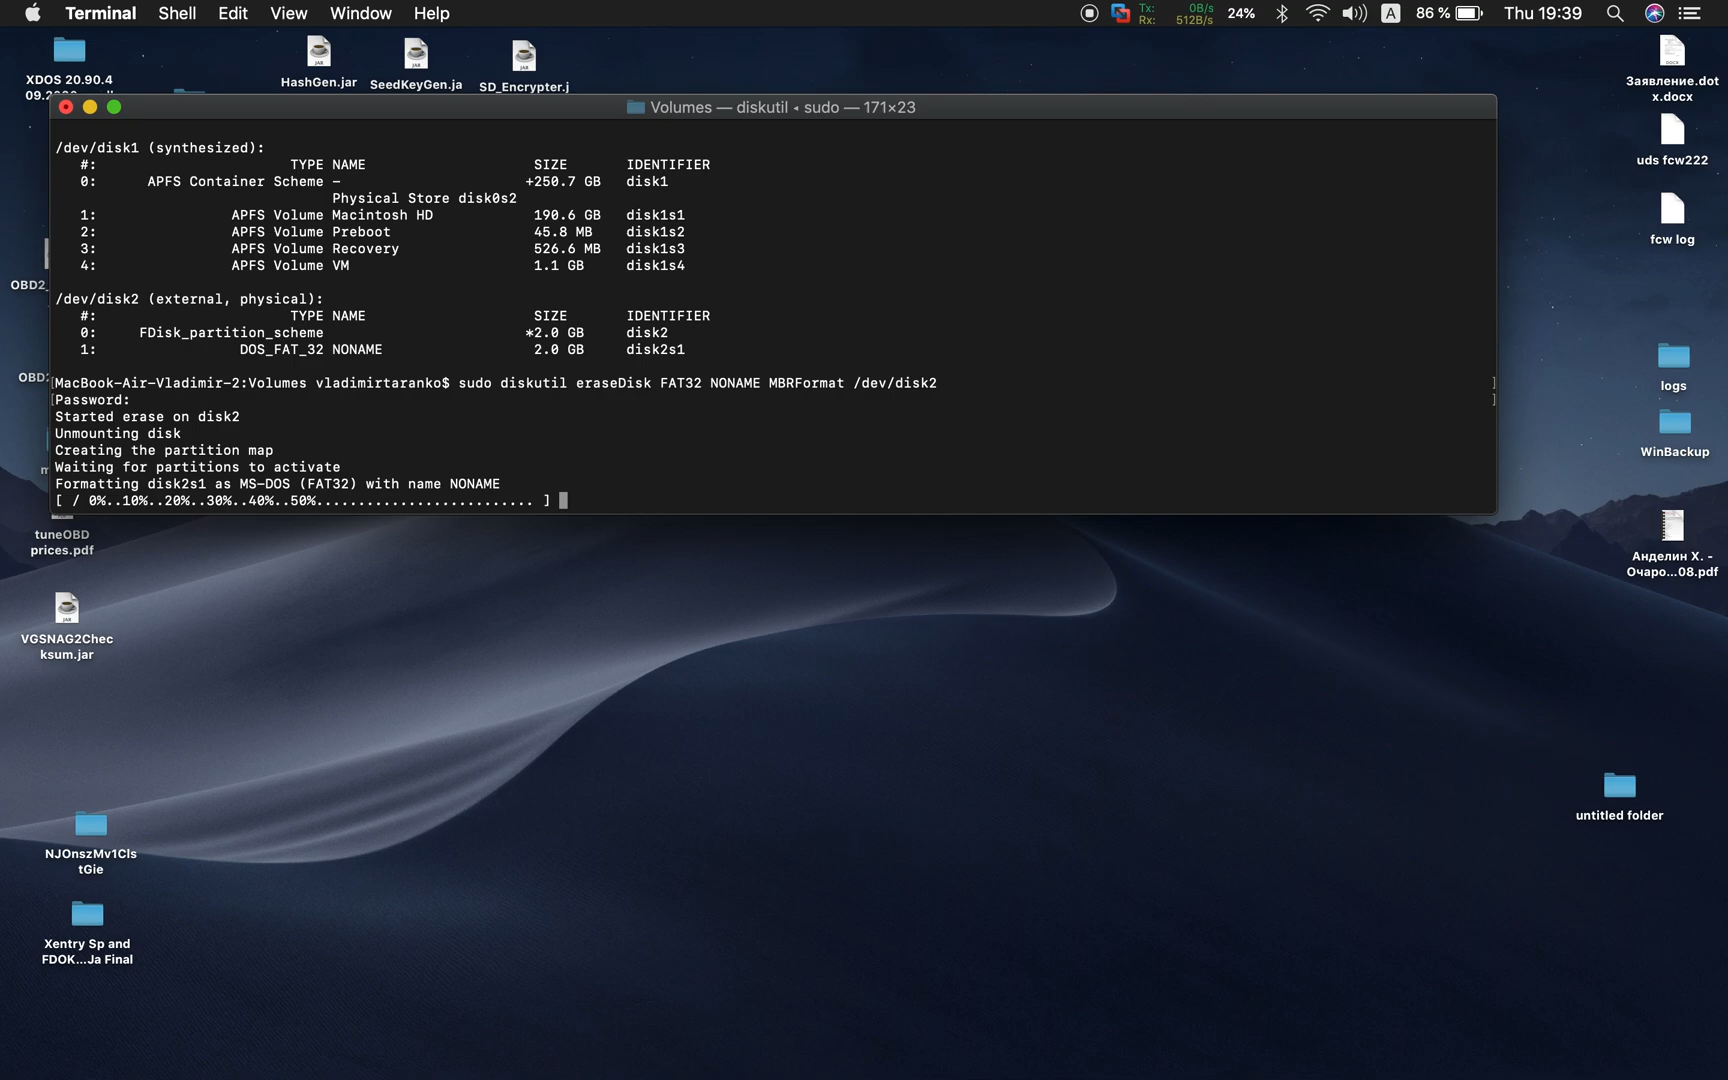 Terminal Shell Edit View Window Help
Tx: 0B/s
Rx: 512B/s
24% A 86 % Thu 19:39
XDOS 20.90.4
HashGen.jar
SeedKeyGen.ja
SD_Encrypter.j
Volumes — diskutil ◂ sudo — 171×23
/dev/disk1 (synthesized):
#: TYPE NAME SIZE IDENTIFIER
0: APFS Container Scheme - +250.7 GB disk1
Physical Store disk0s2
1: APFS Volume Macintosh HD 190.6 GB disk1s1
2: APFS Volume Preboot 45.8 MB disk1s2
3: APFS Volume Recovery 526.6 MB disk1s3
4: APFS Volume VM 1.1 GB disk1s4
/dev/disk2 (external, physical):
#: TYPE NAME SIZE IDENTIFIER
0: FDisk_partition_scheme *2.0 GB disk2
1: DOS_FAT_32 NONAME 2.0 GB disk2s1
[MacBook-Air-Vladimir-2:Volumes vladimirtaranko$ sudo diskutil eraseDisk FAT32 NONAME MBRFormat /dev/disk2 ]
[Password: ]
Started erase on disk2
Unmounting disk
Creating the partition map
Waiting for partitions to activate
Formatting disk2s1 as MS-DOS (FAT32) with name NONAME
[ / 0%..10%..20%..30%..40%..50%.......................... ]
OBD2_
tuneOBD
prices.pdf
VGSNAG2Chec
ksum.jar
NJOnszMv1CIs
tGie
Xentry Sp and
FDOK...Ja Final
Заявление.dot
x.docx
uds fcw222
fcw log
logs
WinBackup
Анделин Х. -
Очаро...08.pdf
untitled folder